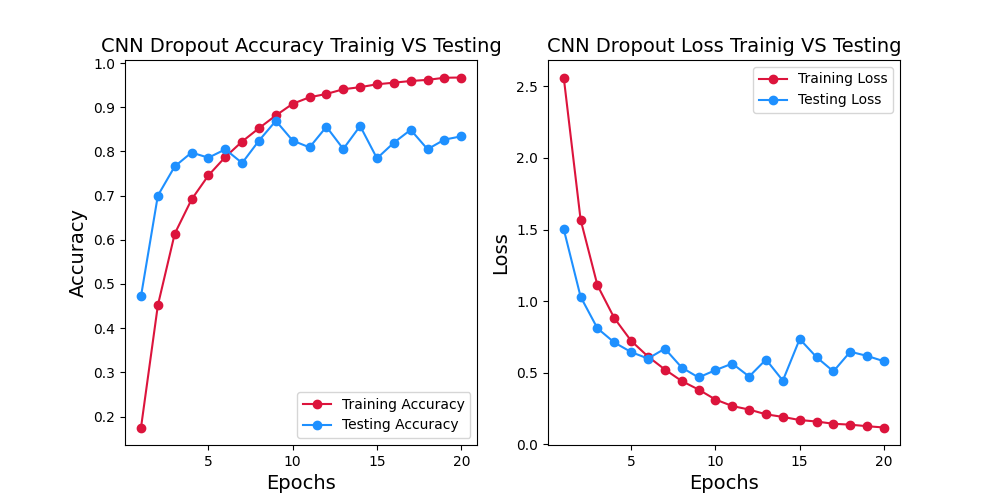 CNN Dropout Accuracy Trainig VS Testing
1.0
0.9
0.8
0.7
0.6
0.5
0.4
0.3
0.2
Accuracy
5
10
15
20
Epochs
Training Accuracy
Testing Accuracy
CNN Dropout Loss Trainig VS Testing
2.5
2.0
1.5
1.0
0.5
0.0
Loss
5
10
15
20
Epochs
Training Loss
Testing Loss